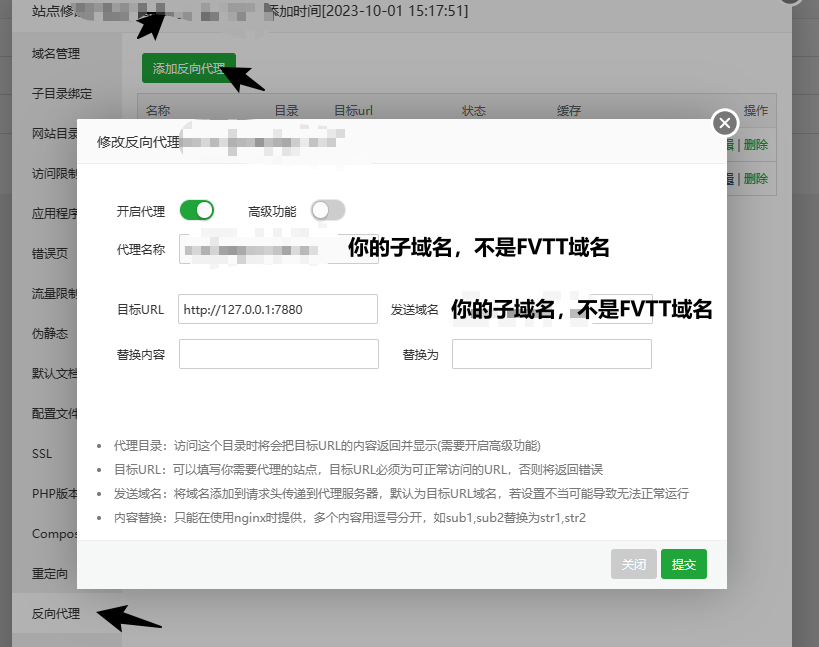 站点修 添加时间[2023-10-01 15:17:51]
域名管理
添加反向代理
子目录绑定
名称 目录 目标url 状态 缓存 操作
网站目录
修改反向代理
| 删除
访问限制
| 删除
应用程序
开启代理 高级功能
代理名称 你的子域名，不是FVTT域名
错误页
流量限制
目标URL http://127.0.0.1:7880 发送域名 你的子域名，不是FVTT域名
伪静态
替换内容 替换为
默认文档
配置文件
代理目录：访问这个目录时将会把目标URL的内容返回并显示(需要开启高级功能)
SSL
目标URL：可以填写你需要代理的站点，目标URL必须为可正常访问的URL，否则将返回错误
PHP版本
发送域名：将域名添加到请求头传递到代理服务器，默认为目标URL域名，若设置不当可能导致无法正常运行
内容替换：只能在使用nginx时提供，多个内容用逗号分开，如sub1,sub2替换为str1,str2
Compos
重定向
关闭 提交
反向代理